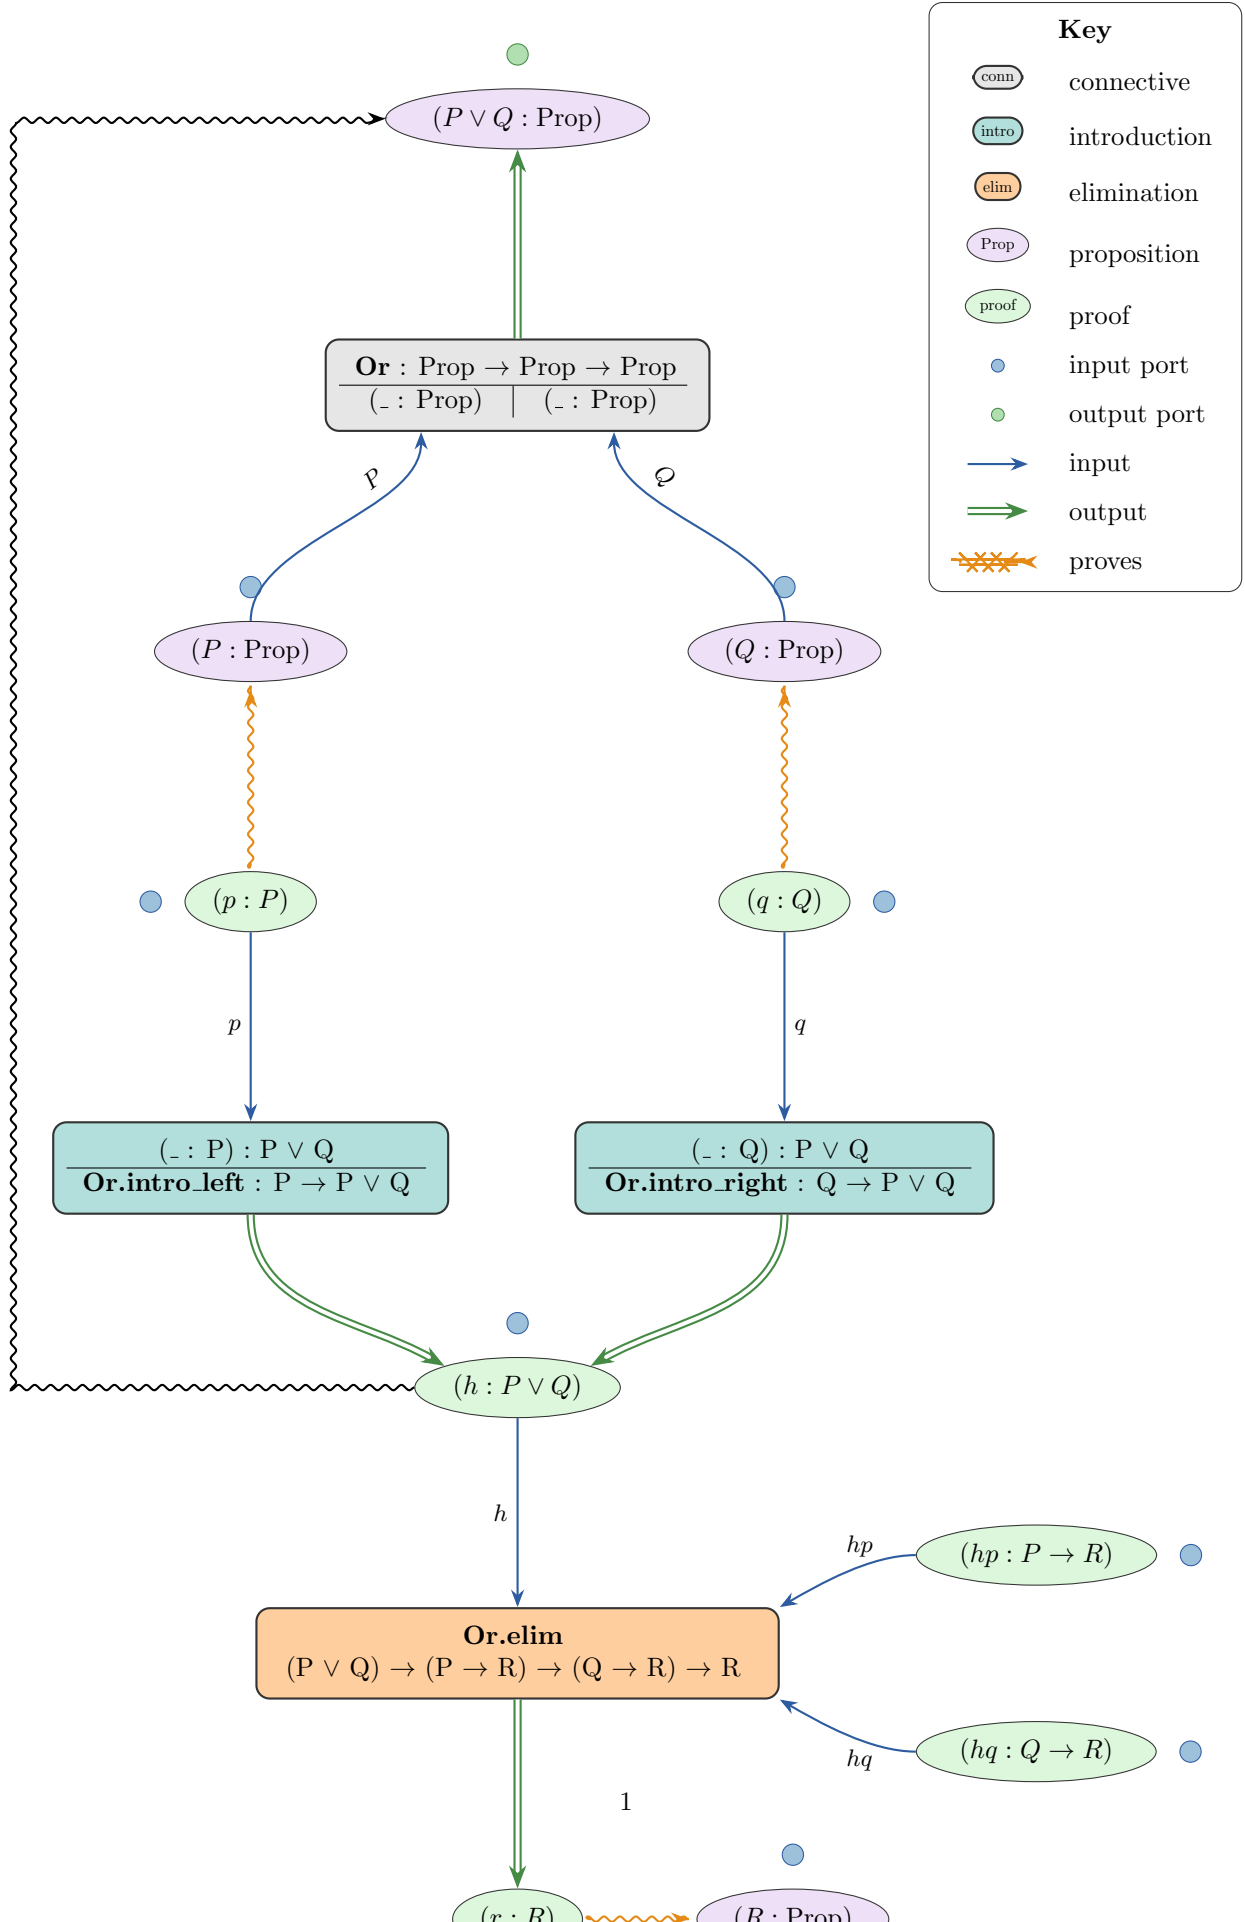 Key
conn connective
intro introduction
elim elimination
Prop proposition
proof proof
input port
output port
input
output
proves
(P ∨ Q : Prop)
Or : Prop → Prop → Prop
(_ : Prop) (_ : Prop)
P
Q
(P : Prop)
(Q : Prop)
(p : P)
(q : Q)
p
q
(_ : P) : P ∨ Q
Or.intro_left : P → P ∨ Q
(_ : Q) : P ∨ Q
Or.intro_right : Q → P ∨ Q
(h : P ∨ Q)
h
hp
(hp : P → R)
Or.elim
(P ∨ Q) → (P → R) → (Q → R) → R
hq
(hq : Q → R)
1
(r : R)
(R : Prop)